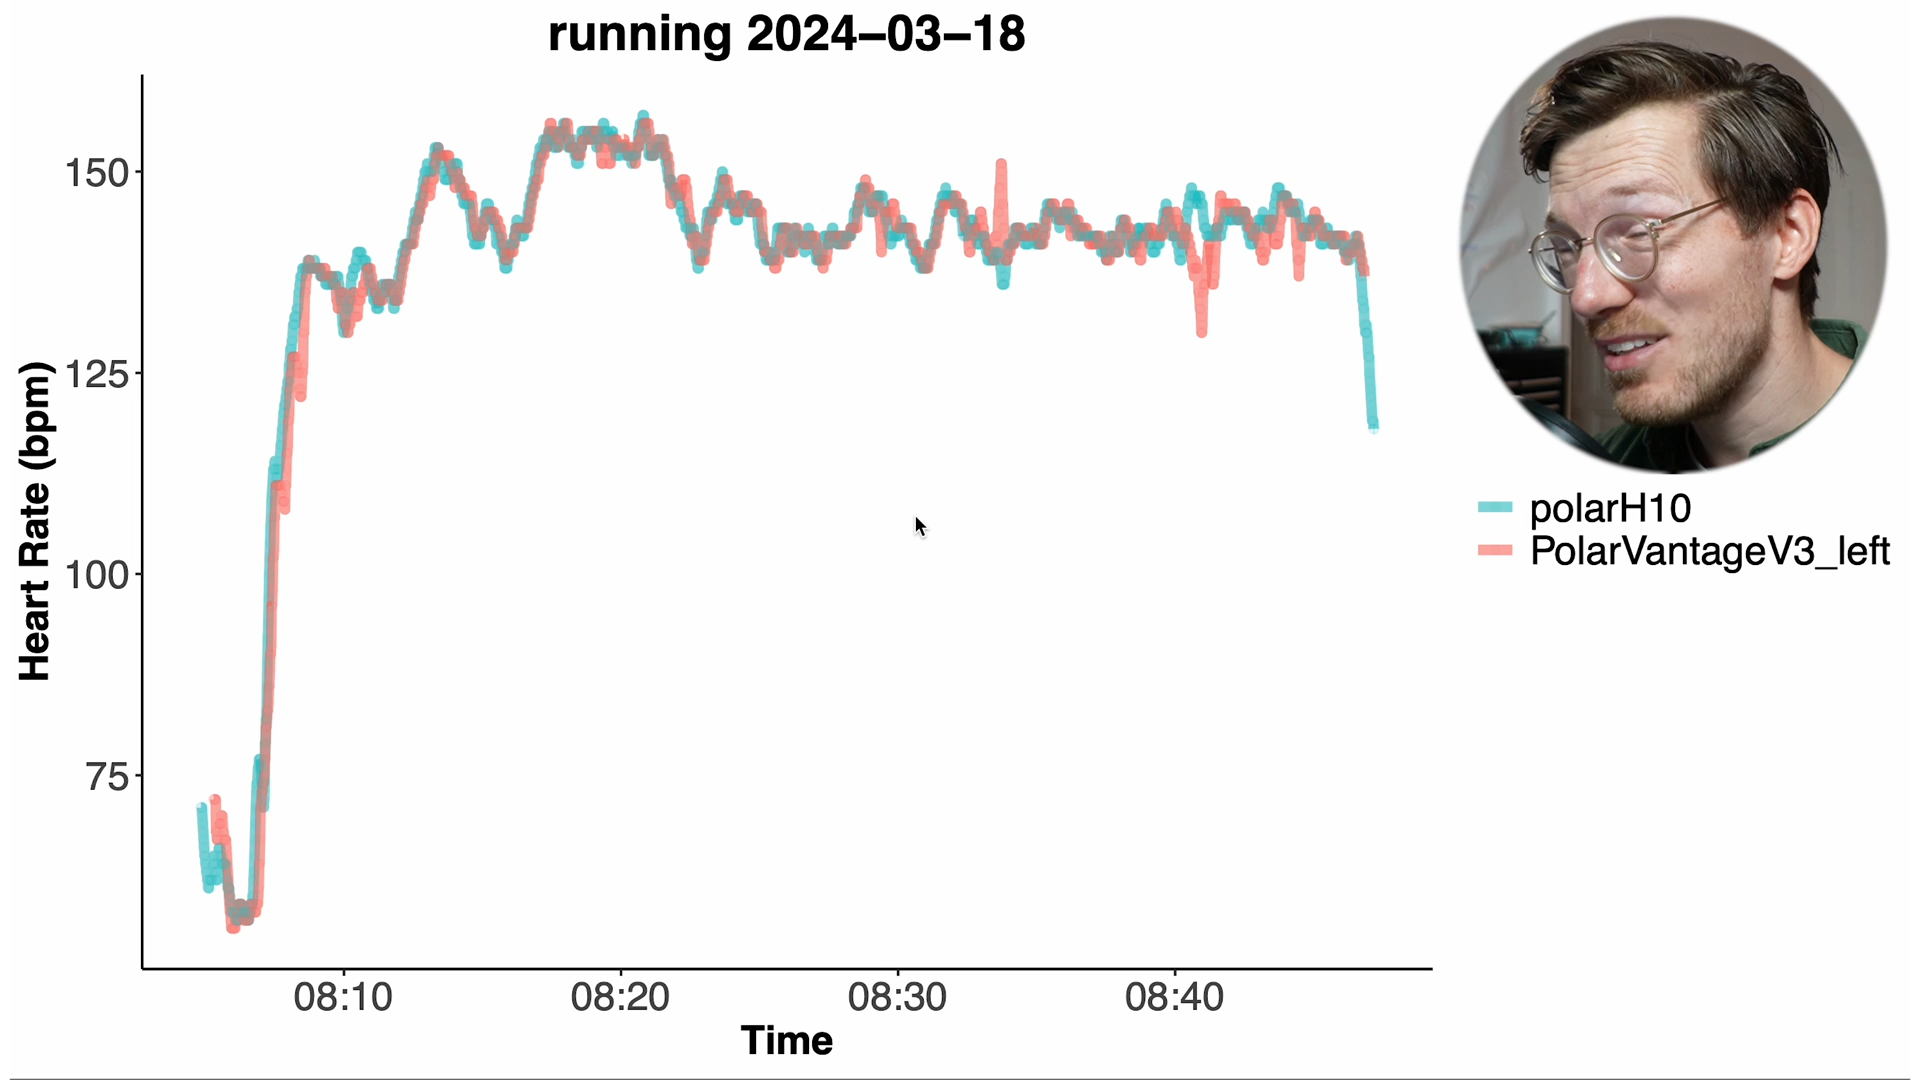 running 2024–03–18
Heart Rate (bpm)
150
125
100
75
08:10
08:20
08:30
08:40
Time
polarH10
PolarVantageV3_left